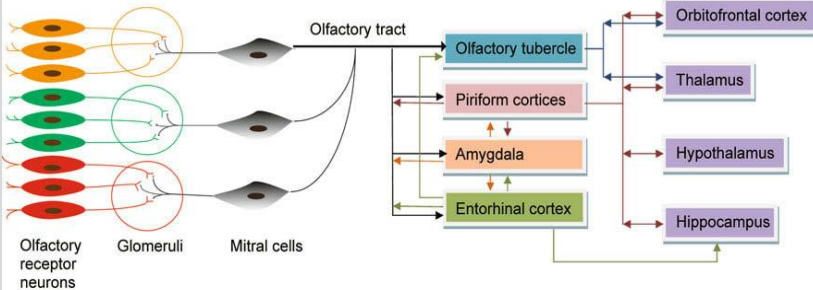 Olfactory tract
Orbitofrontal cortex
Olfactory tubercle
Thalamus
Piriform cortices
Amygdala
Hypothalamus
Entorhinal cortex
Hippocampus
Olfactory
receptor
neurons
Glomeruli
Mitral cells